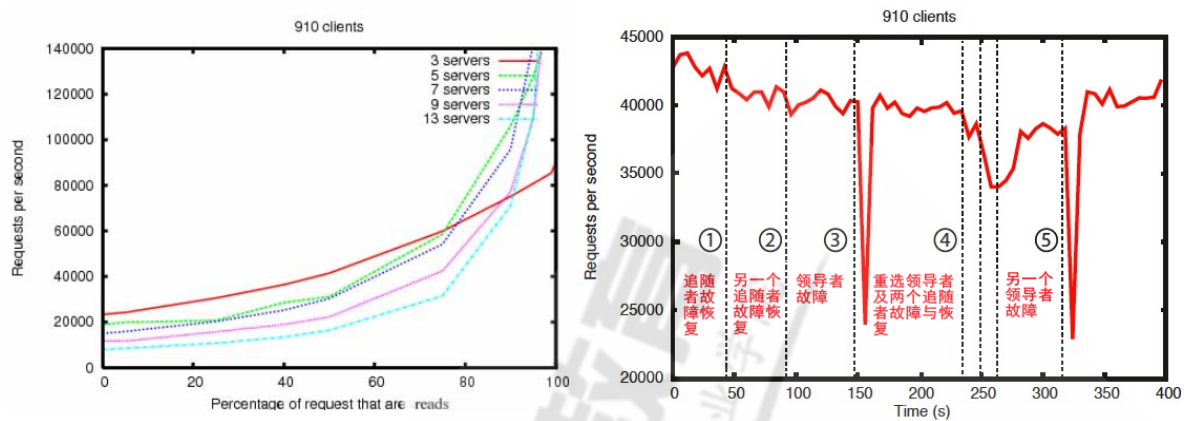 910 clients
140000
120000
100000
80000
60000
40000
20000
0
Requests per second
3 servers
5 servers
7 servers
9 servers
13 servers
0
20
40
60
80
100
Percentage of request that are reads
910 clients
45000
40000
35000
30000
25000
20000
Requests per second
① ② ③ ④ ⑤
追随
者故
障恢
复
另一个
追随者
故障恢
复
领导者
故障
重选领导者
及两个追随
者故障与恢
复
另一个
领导者
故障
0
50
100
150
200
250
300
350
400
Time (s)